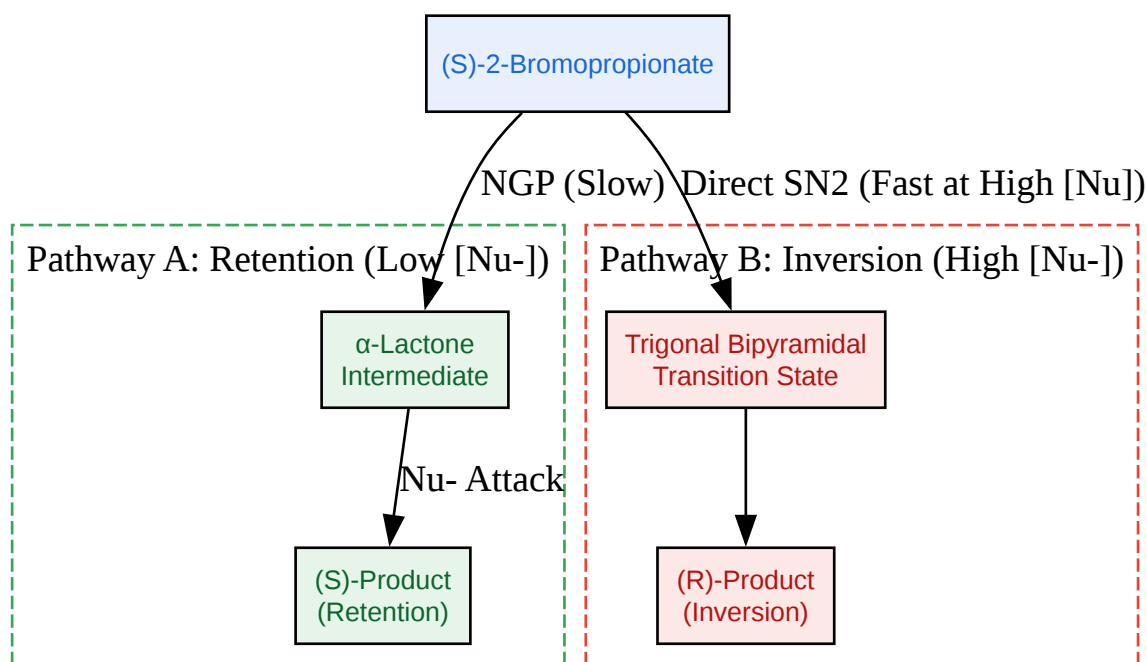 (S)-2-Bromopropionate
NGP (Slow)
Direct SN2 (Fast at High [Nu])
Pathway A: Retention (Low [Nu-])
Pathway B: Inversion (High [Nu-])
α-Lactone
Intermediate
Trigonal Bipyramidal
Transition State
Nu- Attack
(S)-Product
(Retention)
(R)-Product
(Inversion)